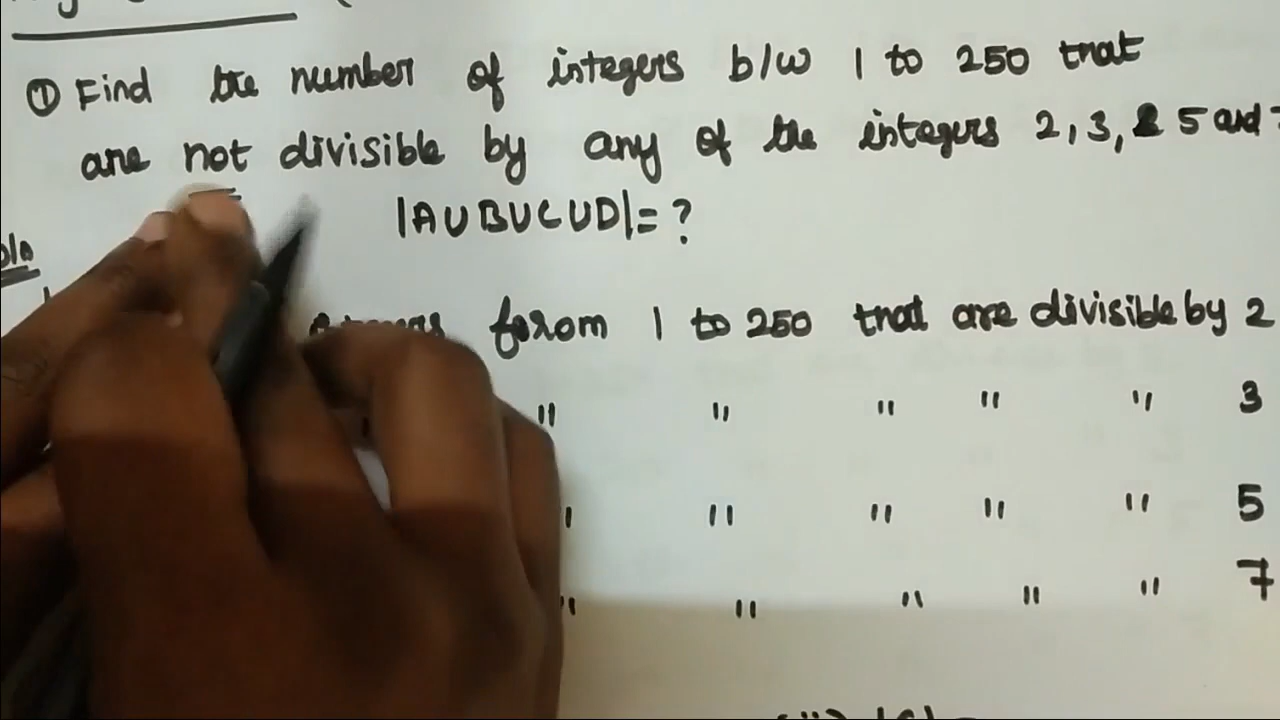 ① Find the number of integers b/w 1 to 250 that
are not divisible by any of the integers 2, 3, 5 and
|A∪B∪C∪D| = ?
from 1 to 250 that are divisible by 2
" " " " " 3
" " " " " 5
" " " " " 7